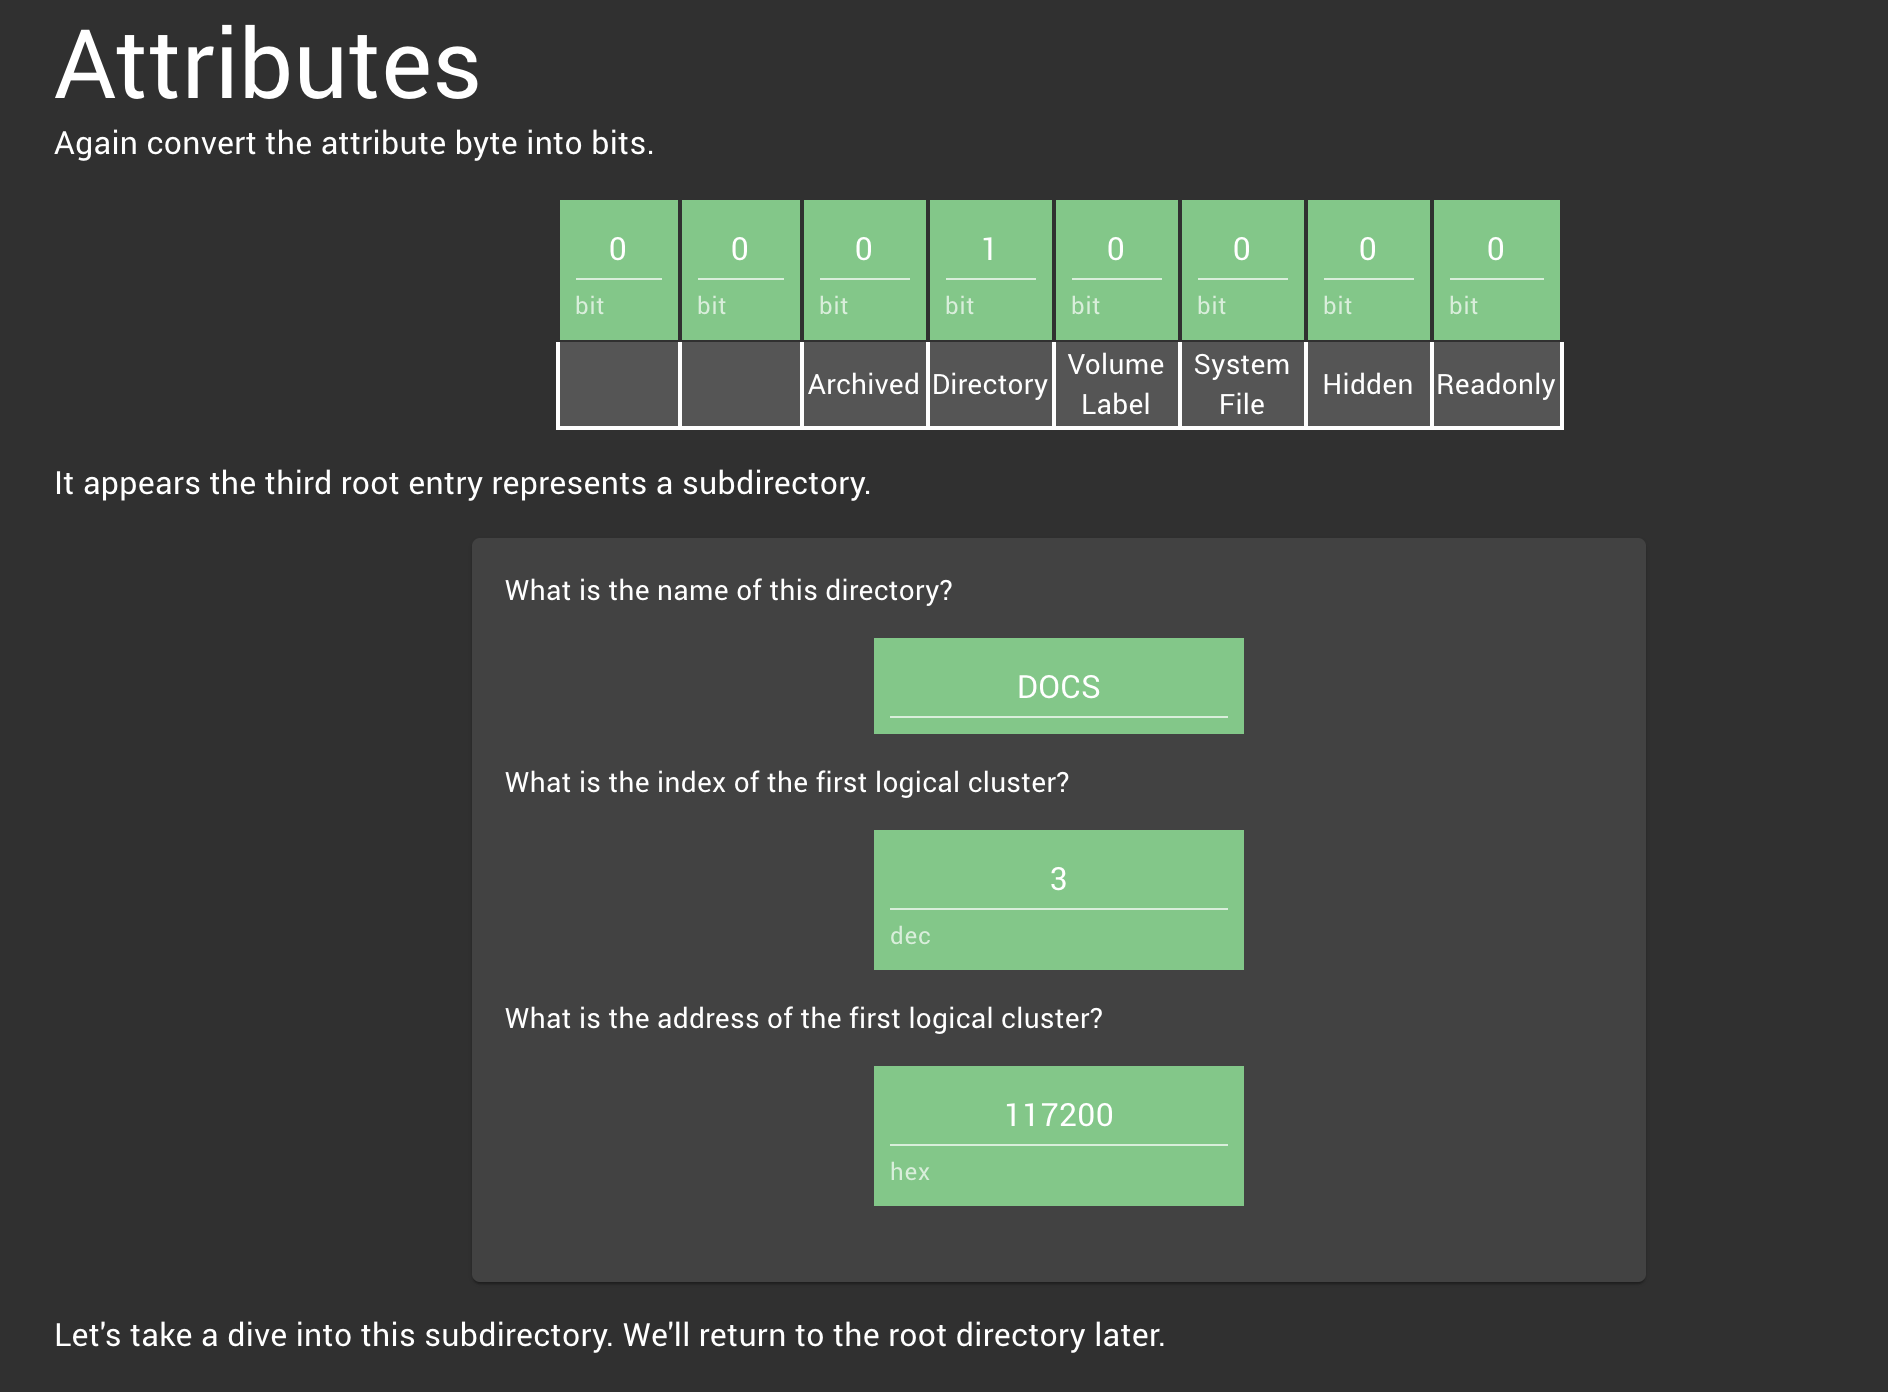 Attributes
Again convert the attribute byte into bits.
0 0 0 1 0 0 0 0
bit bit bit bit bit bit bit bit
Archived Directory Volume Label System File Hidden Readonly
It appears the third root entry represents a subdirectory.
What is the name of this directory?
DOCS
What is the index of the first logical cluster?
3
dec
What is the address of the first logical cluster?
117200
hex
Let's take a dive into this subdirectory. We'll return to the root directory later.